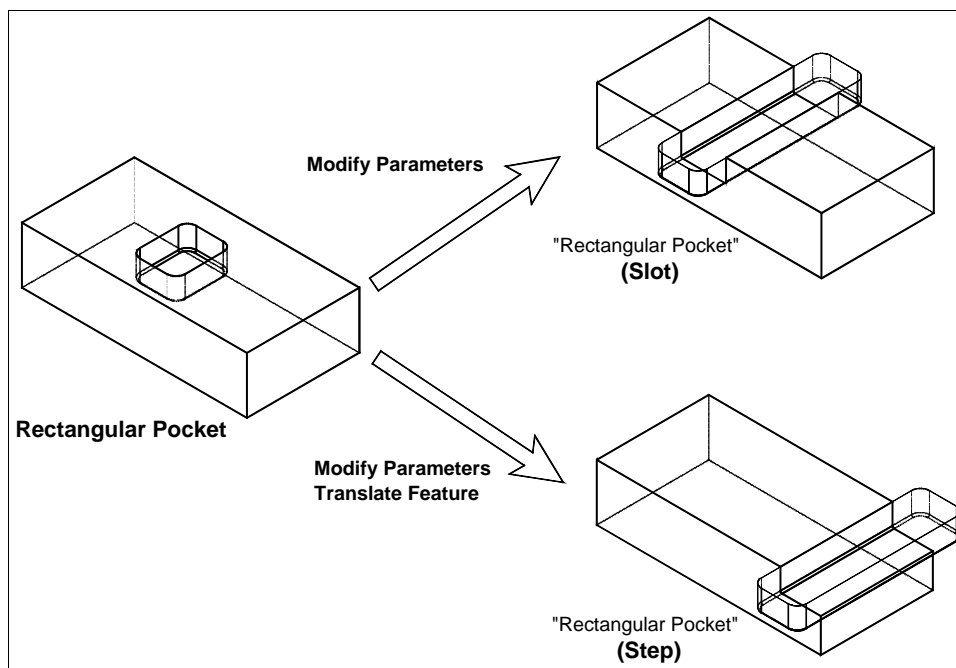 Modify Parameters
"Rectangular Pocket"
(Slot)
Rectangular Pocket
Modify Parameters
Translate Feature
"Rectangular Pocket"
(Step)